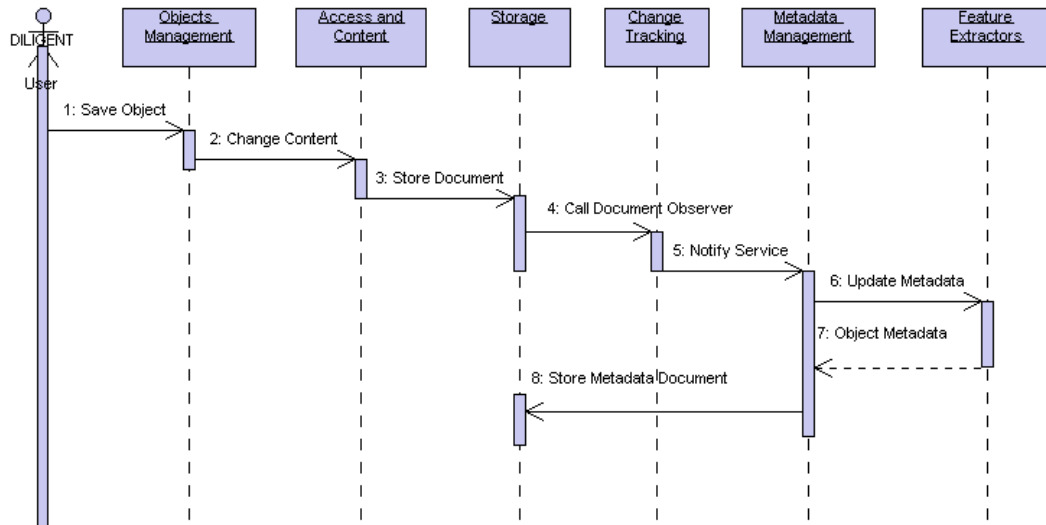 Objects
Management
Access and
Content
Storage
Change
Tracking
Metadata
Management
Feature
Extractors
DILIGENT
User
1: Save Object
2: Change Content
3: Store Document
4: Call Document Observer
5: Notify Service
6: Update Metadata
7: Object Metadata
8: Store Metadata Document